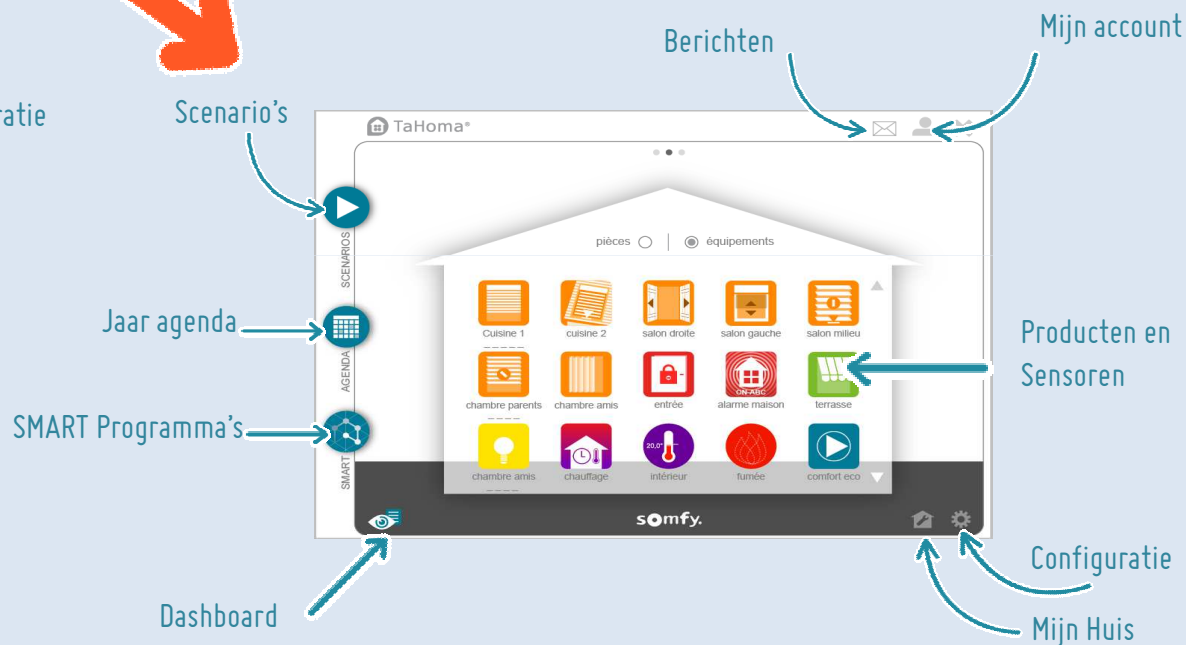 Mijn account
Berichten
ratie
Scenario's
TaHoma®
pièces
équipements
SCENARIOS
Cuisine 1
cuisine 2
salon droite
salon gauche
salon milieu
Jaar agenda
AGENDA
Producten en
Sensoren
ON-ABC
chambre parents
chambre amis
entrée
alarme maison
terrasse
SMART Programma's
SMART
20,0°
chambre amis
chauffage
intérieur
fumée
comfort eco
somfy.
Configuratie
Dashboard
Mijn Huis